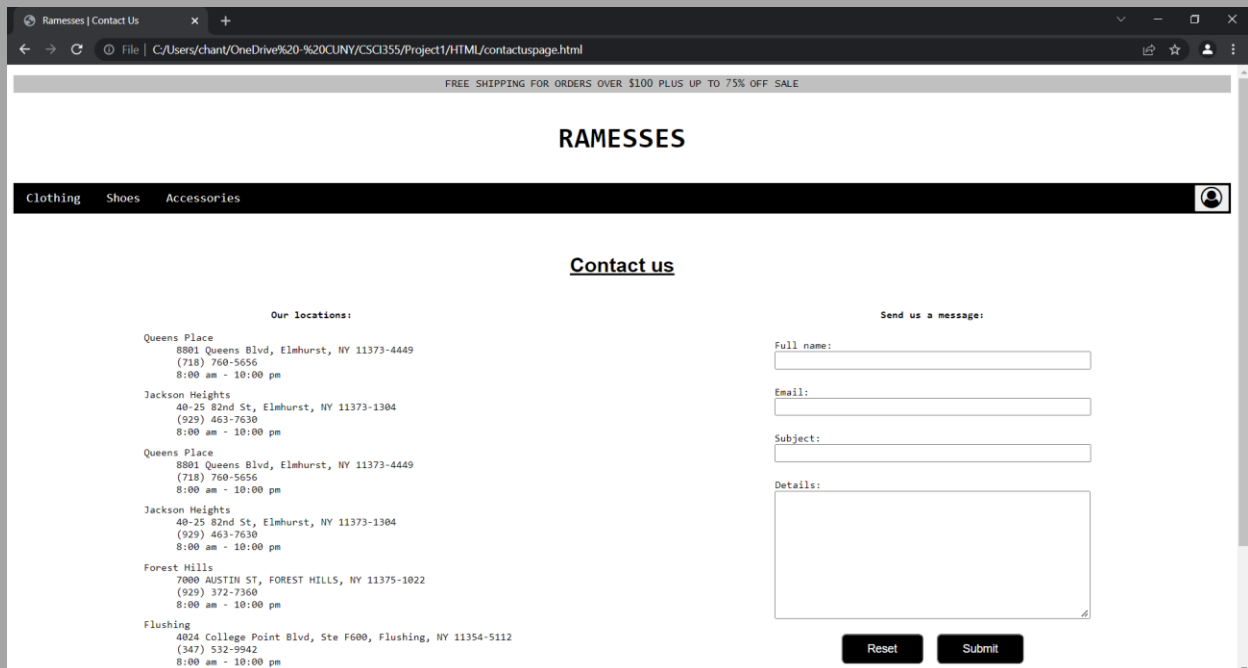 Ramesses | Contact Us
File | C:/Users/chant/OneDrive%20-%20CUNY/CSCI355/Project1/HTML/contactuspage.html
FREE SHIPPING FOR ORDERS OVER $100 PLUS UP TO 75% OFF SALE
RAMESSES
Clothing Shoes Accessories
Contact us
Our locations:
Queens Place
8801 Queens Blvd, Elmhurst, NY 11373-4449
(718) 760-5656
8:00 am - 10:00 pm
Jackson Heights
40-25 82nd St, Elmhurst, NY 11373-1304
(929) 463-7630
8:00 am - 10:00 pm
Queens Place
8801 Queens Blvd, Elmhurst, NY 11373-4449
(718) 760-5656
8:00 am - 10:00 pm
Jackson Heights
40-25 82nd St, Elmhurst, NY 11373-1304
(929) 463-7630
8:00 am - 10:00 pm
Forest Hills
7000 AUSTIN ST, FOREST HILLS, NY 11375-1022
(929) 372-7360
8:00 am - 10:00 pm
Flushing
4024 College Point Blvd, Ste F600, Flushing, NY 11354-5112
(347) 532-9942
8:00 am - 10:00 pm
Send us a message:
Full name:
Email:
Subject:
Details:
Reset Submit